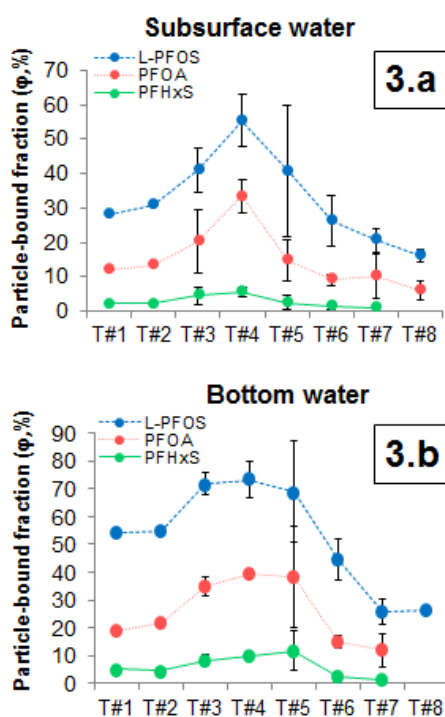 Subsurface water
3.a
L-PFOS
PFOA
PFHxS
Particle-bound fraction (φ,%)
70
60
50
40
30
20
10
0
T#1 T#2 T#3 T#4 T#5 T#6 T#7 T#8
Bottom water
3.b
L-PFOS
PFOA
PFHxS
Particle-bound fraction (φ,%)
90
80
70
60
50
40
30
20
10
0
T#1 T#2 T#3 T#4 T#5 T#6 T#7 T#8